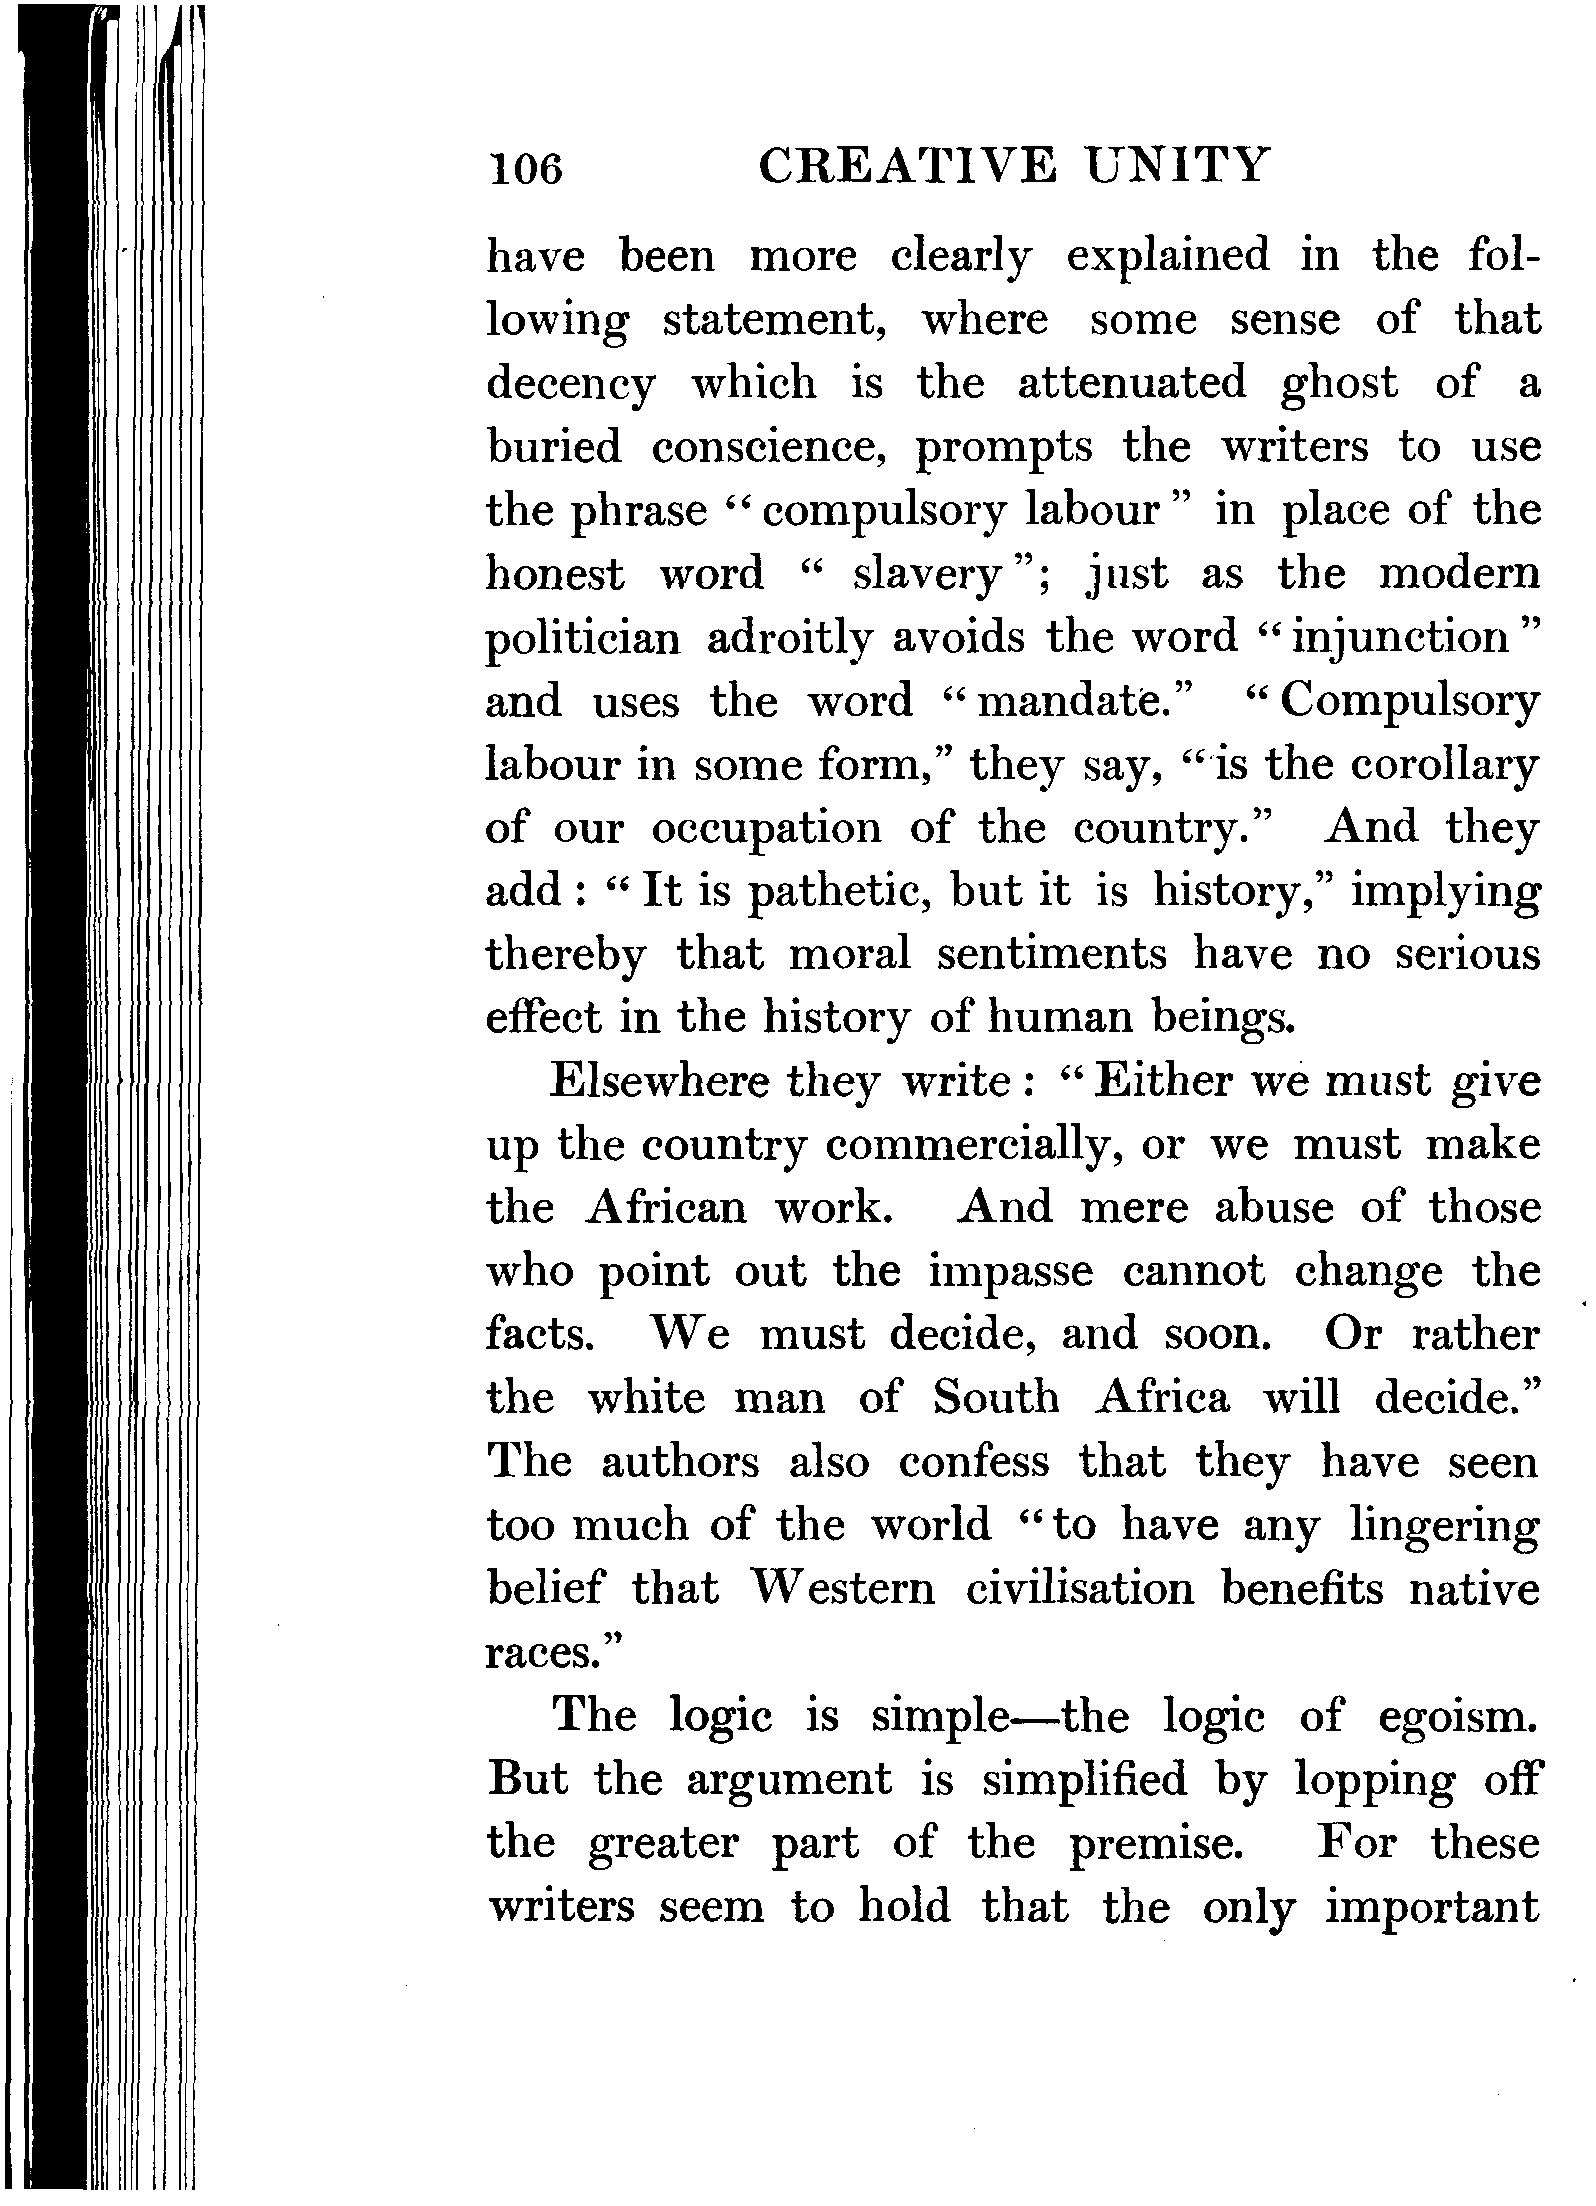 106 CREATIVE UNITY
have been more clearly explained in the fol-
lowing statement, where some sense of that
decency which is the attenuated ghost of a
buried conscience, prompts the writers to use
the phrase “compulsory labour” in place of the
honest word “ slavery”; just as the modern
politician adroitly avoids the word “injunction”
and uses the word “mandate.” “Compulsory
labour in some form,” they say, “is the corollary
of our occupation of the country.” And they
add : “It is pathetic, but it is history,” implying
thereby that moral sentiments have no serious
effect in the history of human beings.
Elsewhere they write : “Either we must give
up the country commercially, or we must make
the African work. And mere abuse of those
who point out the impasse cannot change the
facts. We must decide, and soon. Or rather
the white man of South Africa will decide.”
The authors also confess that they have seen
too much of the world “to have any lingering
belief that Western civilisation benefits native
races.”
The logic is simple—the logic of egoism.
But the argument is simplified by lopping off
the greater part of the premise. For these
writers seem to hold that the only important